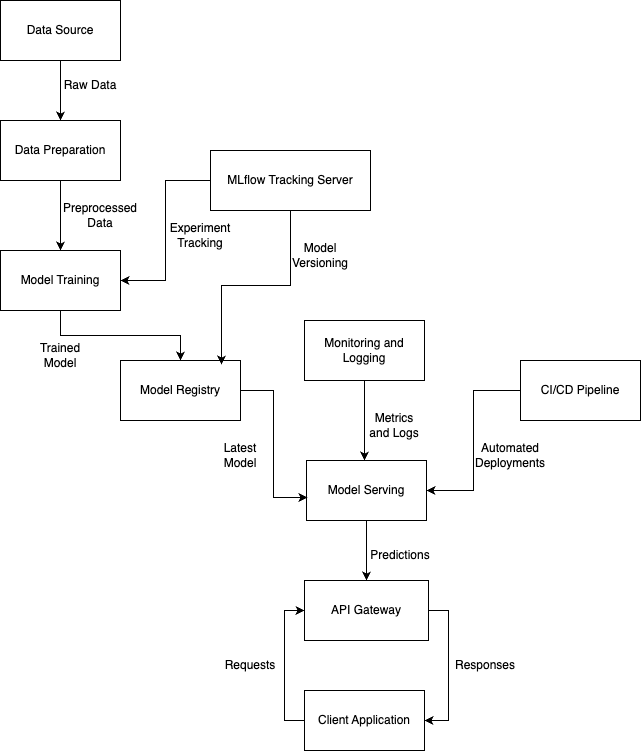 Data Source
Raw Data
Data Preparation
MLflow Tracking Server
Preprocessed
Data
Experiment
Tracking
Model
Versioning
Model Training
Trained
Model
Monitoring and
Logging
Model Registry
CI/CD Pipeline
Metrics
and Logs
Latest
Model
Automated
Deployments
Model Serving
Predictions
API Gateway
Requests
Responses
Client Application